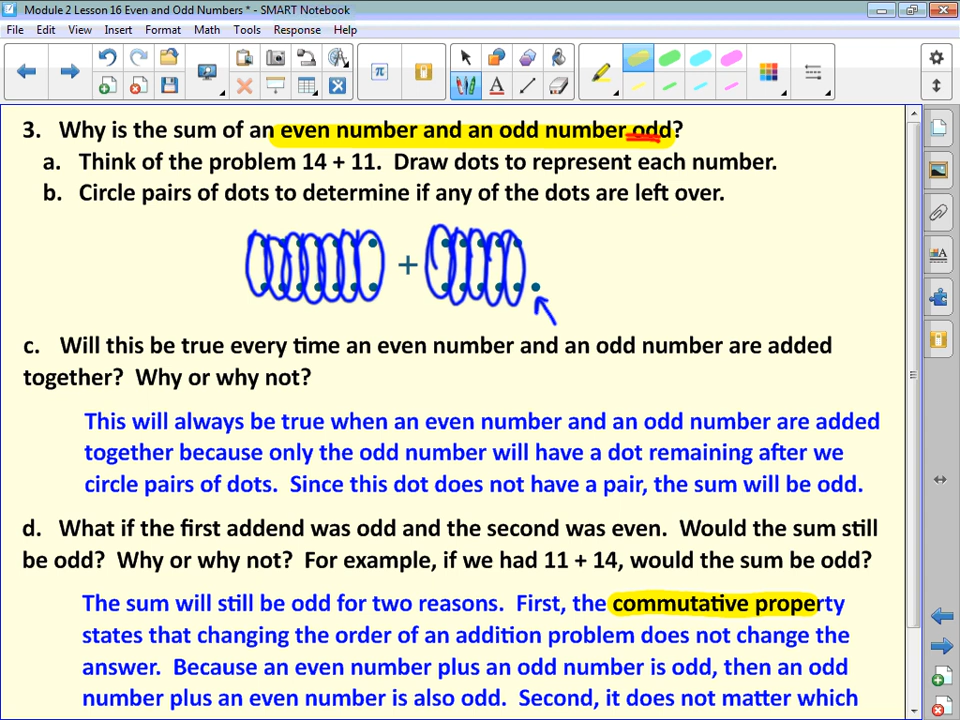 Module 2 Lesson 16 Even and Odd Numbers * - SMART Notebook
File Edit View Insert Format Math Tools Response Help
3. Why is the sum of an even number and an odd number odd?
a. Think of the problem 14 + 11. Draw dots to represent each number.
b. Circle pairs of dots to determine if any of the dots are left over.
+
c. Will this be true every time an even number and an odd number are added
together? Why or why not?
This will always be true when an even number and an odd number are added
together because only the odd number will have a dot remaining after we
circle pairs of dots. Since this dot does not have a pair, the sum will be odd.
d. What if the first addend was odd and the second was even. Would the sum still
be odd? Why or why not? For example, if we had 11 + 14, would the sum be odd?
The sum will still be odd for two reasons. First, the commutative property
states that changing the order of an addition problem does not change the
answer. Because an even number plus an odd number is odd, then an odd
number plus an even number is also odd. Second, it does not matter which